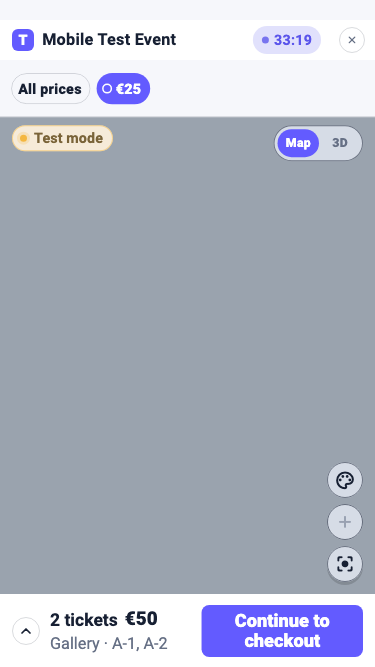 T Mobile Test Event 33:19
All prices €25
Test mode
Map 3D
2 tickets €50
Gallery · A-1, A-2
Continue to
checkout